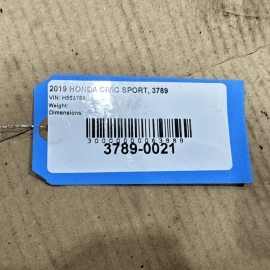 2019 HONDA CIVIC SPORT, 3789
VIN: H553789
Weight:
Dimensions:
3789-0021